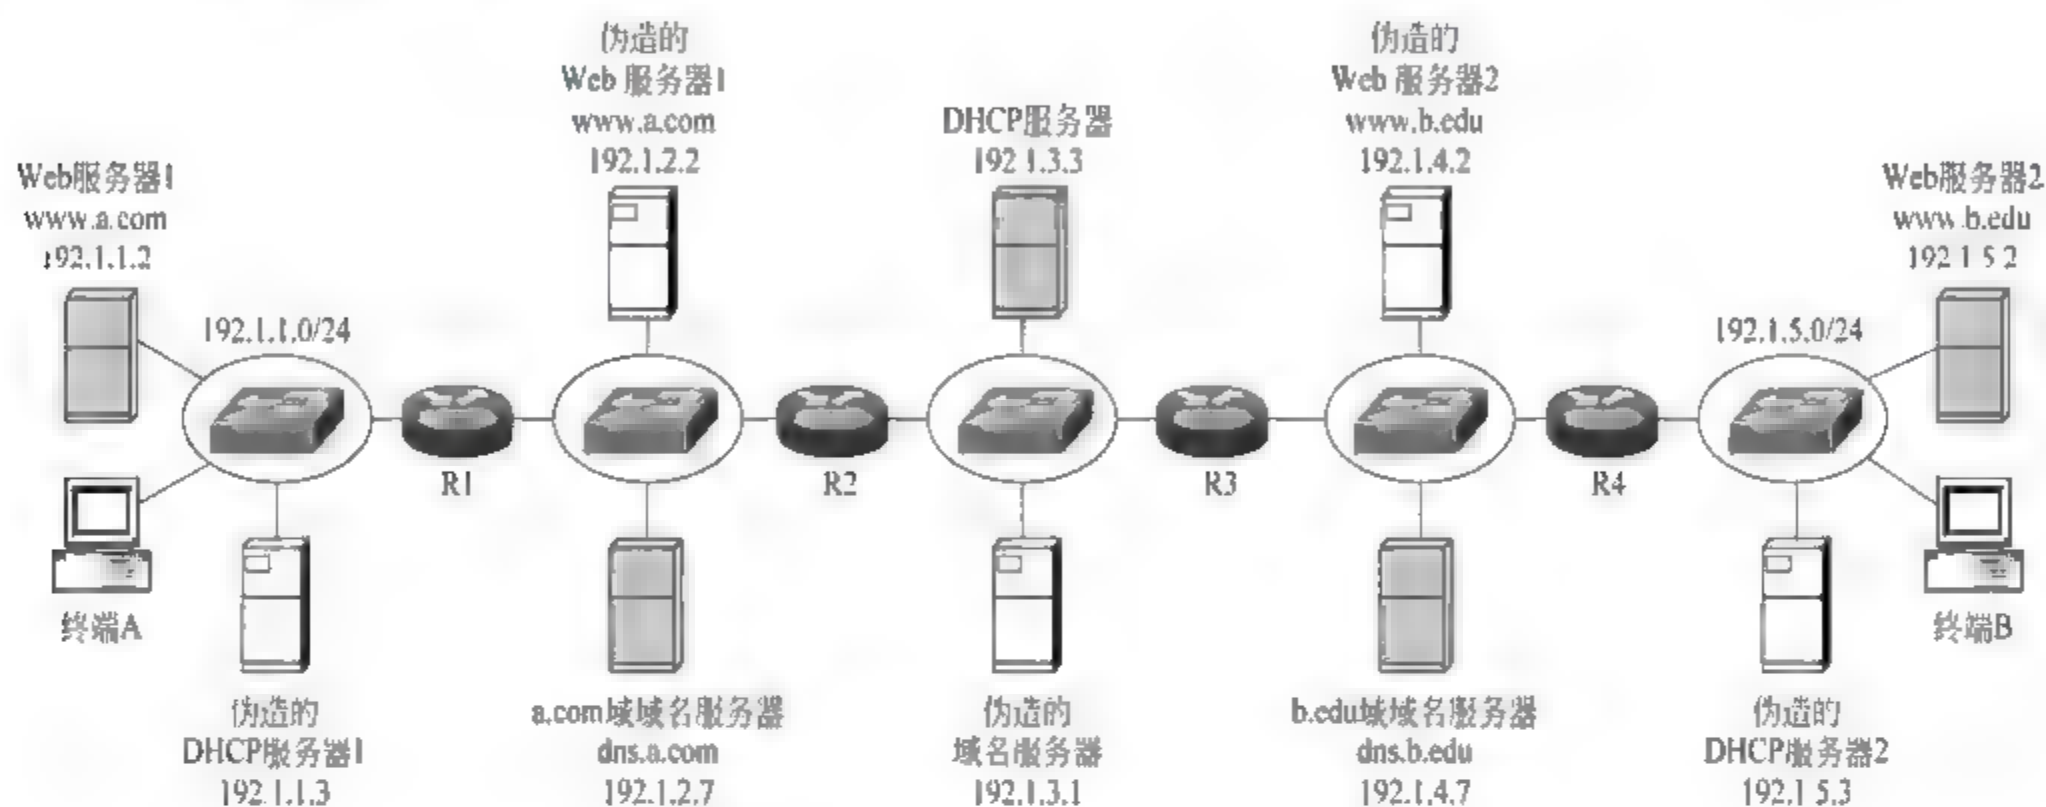 伪造的
Web 服务器1
www.a.com
192.1.2.2
伪造的
Web 服务器2
www.b.edu
192.1.4.2
DHCP服务器
192 1.3.3
Web服务器1
www.a.com
192.1.1.2
Web服务器2
www.b.edu
192 1 5 2
192.1.1.0/24
192.1.5.0/24
R1
R2
R3
R4
终端A
终端B
伪造的
DHCP服务器1
192.1.1.3
a.com域域名服务器
dns.a.com
192.1.2.7
伪造的
域名服务器
192.1.3.1
b.edu域域名服务器
dns.b.edu
192.1.4.7
伪造的
DHCP服务器2
192.1 5.3